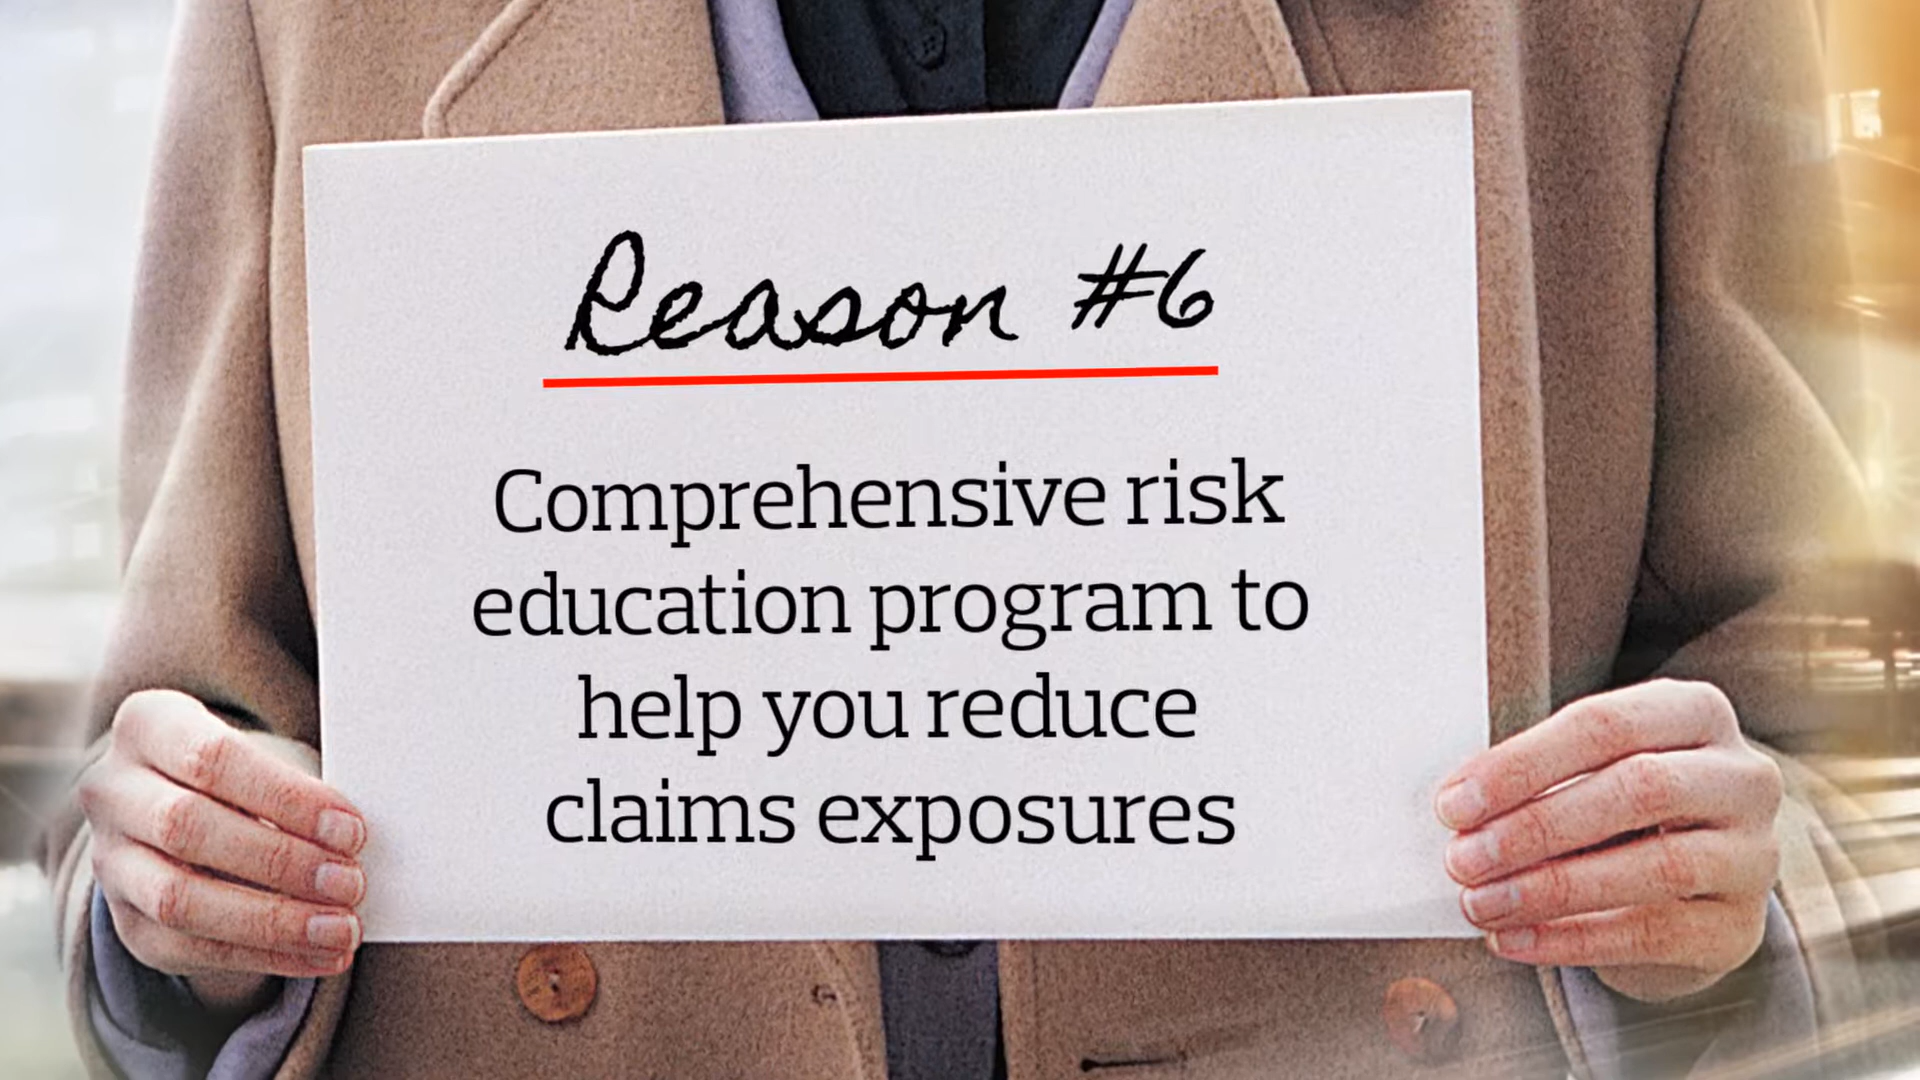 Reason #6
Comprehensive risk
education program to
help you reduce
claims exposures